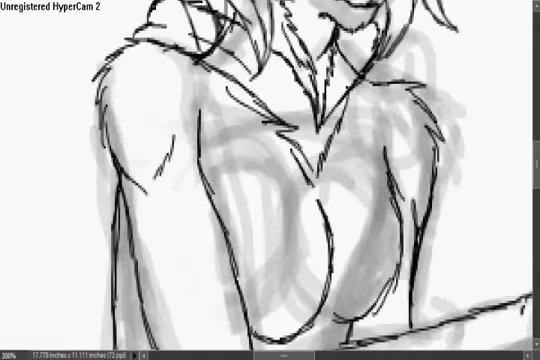 Unregistered HyperCam 2
300% 17.778 inches x 11.111 inches (72 ppi)